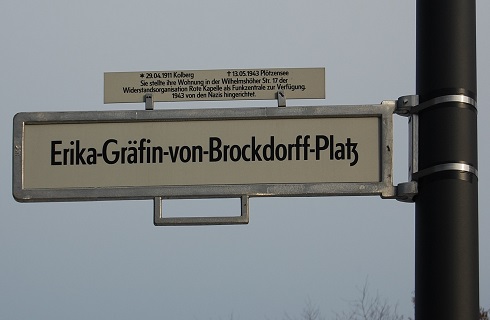 * 29.04.1911 Kolberg † 13.05.1943 Plötzensee
Sie stellte ihre Wohnung in der Wilhelmshöher Str. 17 der
Widerstandsorganisation Rote Kapelle als Funkzentrale zur Verfügung.
1943 von den Nazis hingerichtet.
Erika-Gräfin-von-Brockdorff-Platz